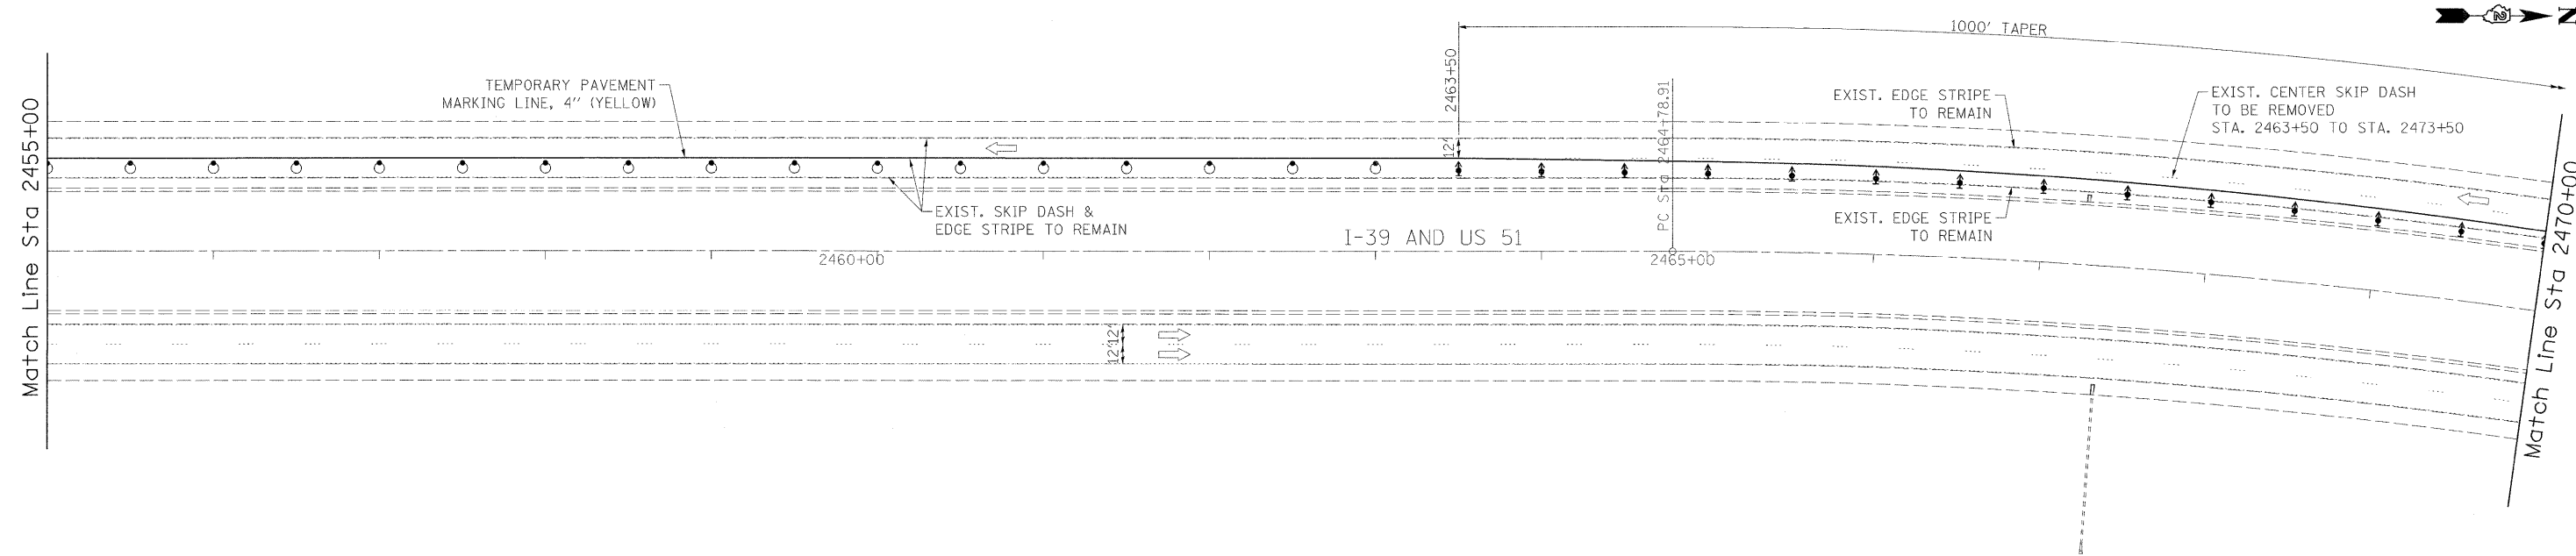 N
1000' TAPER
2463+50
TEMPORARY PAVEMENT
MARKING LINE, 4" (YELLOW)
EXIST. EDGE STRIPE
TO REMAIN
EXIST. CENTER SKIP DASH
TO BE REMOVED
STA. 2463+50 TO STA. 2473+50
Match Line Sta 2455+00
12'
PC Sta 2464+78.91
EXIST. SKIP DASH &
EDGE STRIPE TO REMAIN
EXIST. EDGE STRIPE
TO REMAIN
I-39 AND US 51
2460+00
2465+00
12'
12'
Match Line Sta 2470+00